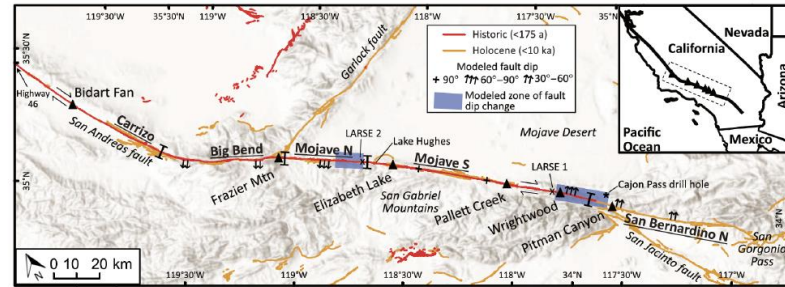 119°30'W
119°W
118°30'W
118°W
117°30'W
35°N
35°30'N
Highway
46
Bidart Fan
Carrizo
San Andreas fault
Big Bend
Frazier Mtn
Garlock fault
Mojave N
LARSE 2
Lake Hughes
Elizabeth Lake
Mojave S
San Gabriel
Mountains
Mojave Desert
Pallett Creek
LARSE 1
Wrightwood
Cajon Pass drill hole
Pitman Canyon
San Bernardino N
San Jacinto fault
San
Gorgonio
Pass
34°N
35°N
Historic (<175 a)
Holocene (<10 ka)
Modeled fault dip
90°
60°–90°
30°–60°
Modeled zone of fault
dip change
Nevada
California
Arizona
Pacific
Ocean
Mexico
N
0 10 20 km
119°30'W
119°W
118°30'W
118°W
34°N
117°30'W
117°W